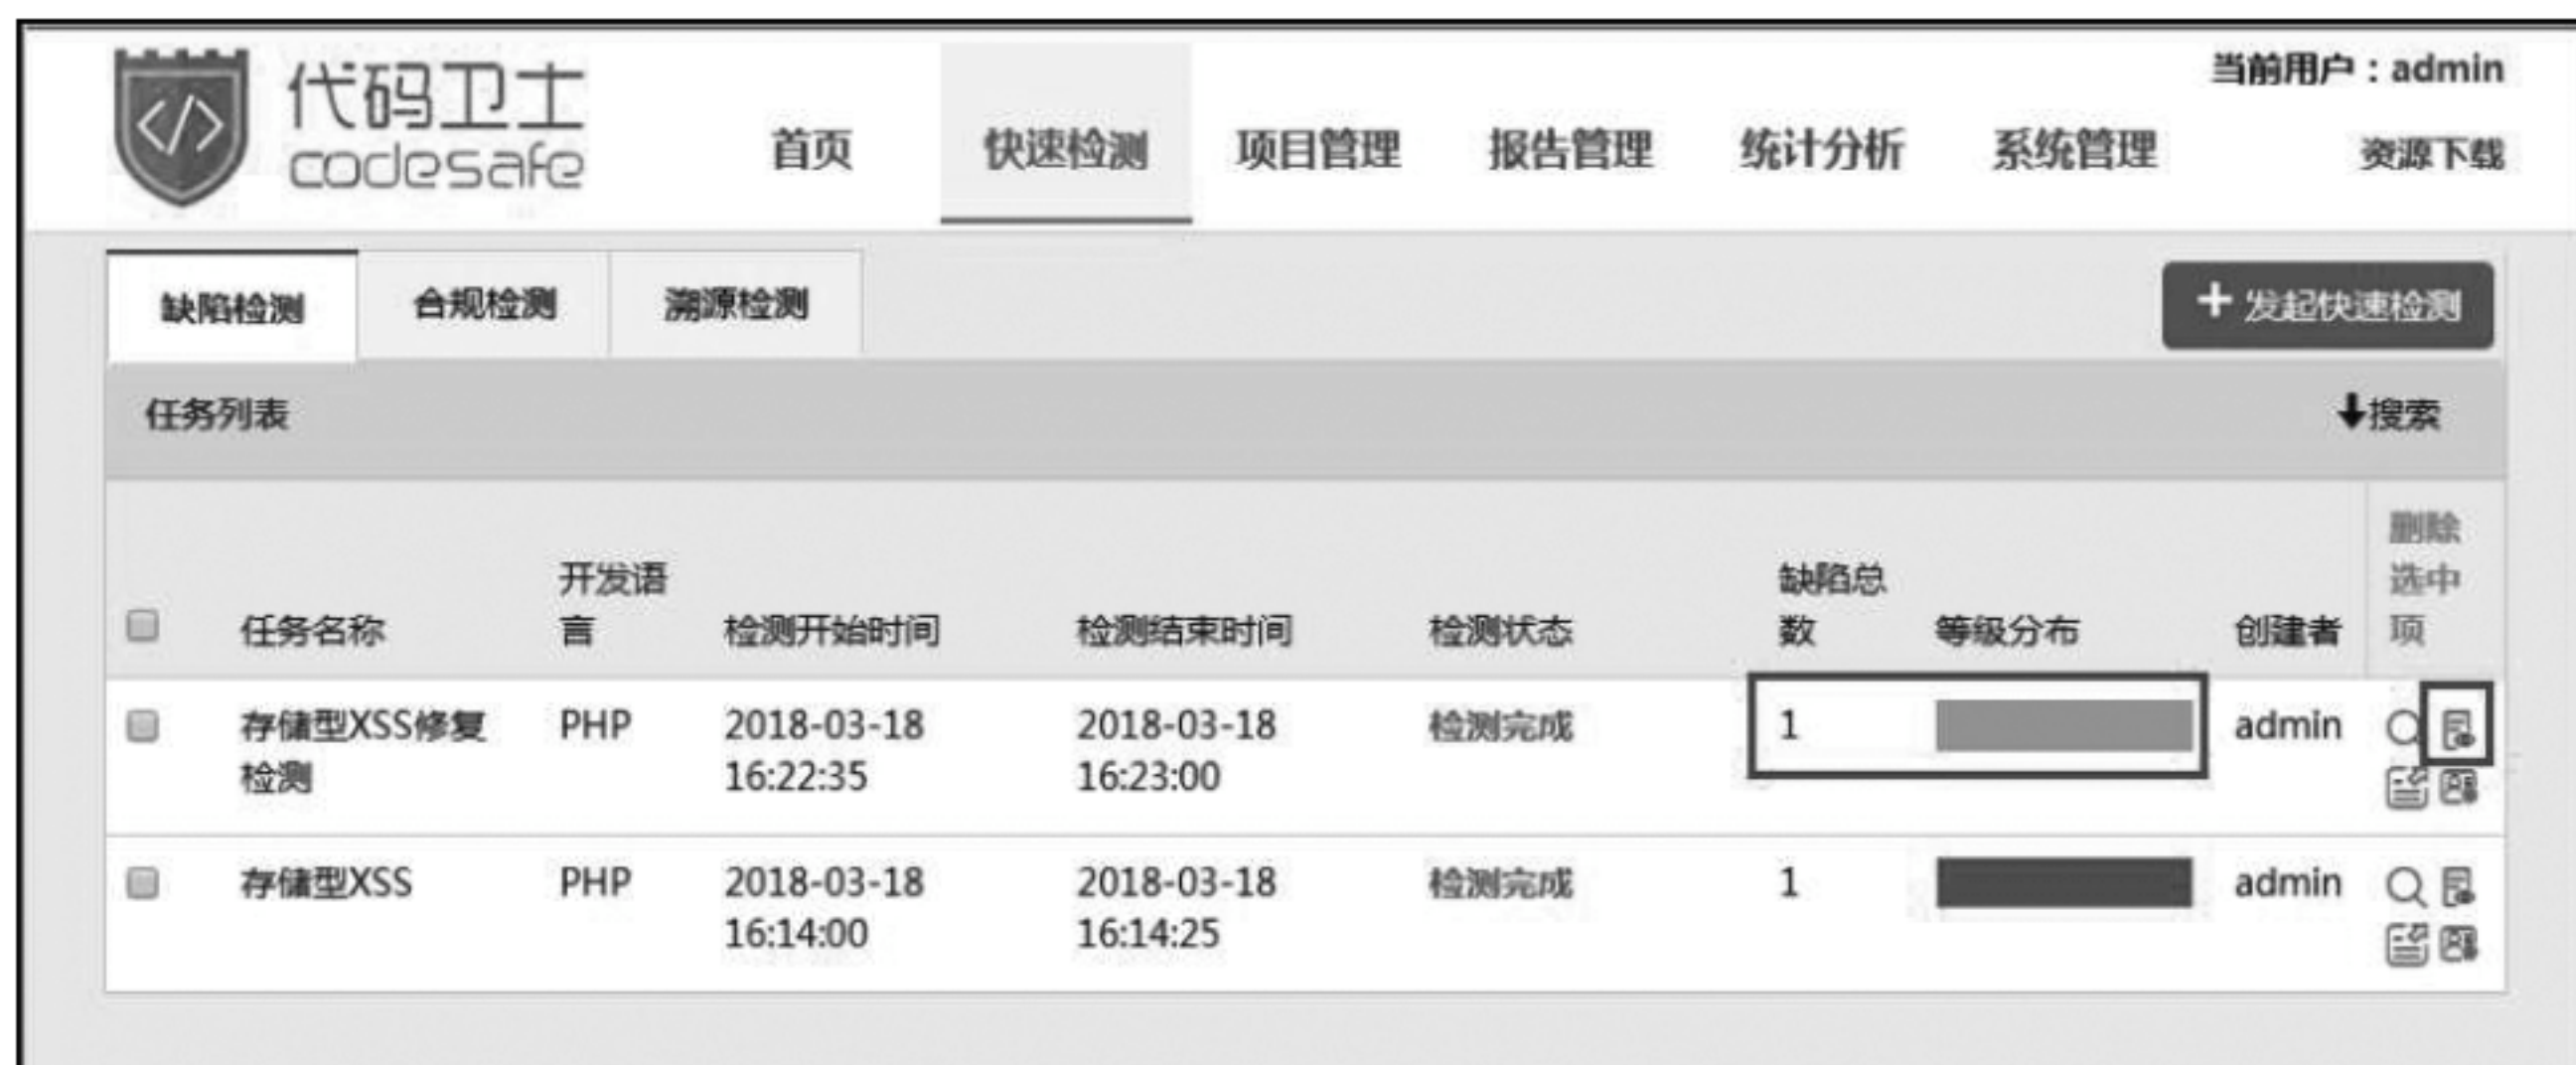 当前用户：admin
代码卫士
codesafe
首页 快速检测 项目管理 报告管理 统计分析 系统管理 资源下载
缺陷检测 合规检测 溯源检测 + 发起快速检测
任务列表 搜索
删除
开发语 缺陷总 选中
任务名称 言 检测开始时间 检测结束时间 检测状态 数 等级分布 创建者 项
存储型XSS修复 PHP 2018-03-18 2018-03-18 检测完成 1 admin
检测 16:22:35 16:23:00
存储型XSS PHP 2018-03-18 2018-03-18 检测完成 1 admin
16:14:00 16:14:25